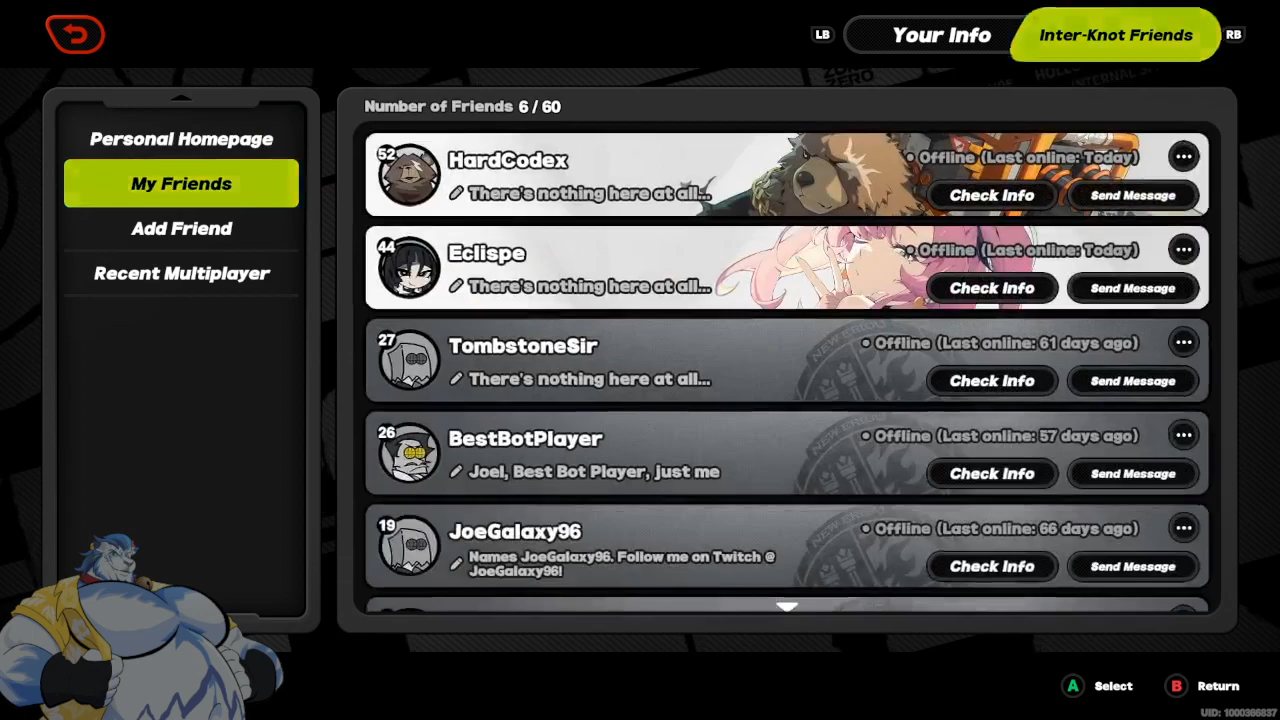 LB
Your Info
Inter-Knot Friends
RB
Personal Homepage
My Friends
Add Friend
Recent Multiplayer
Number of Friends 6 / 60
52
HardCodex
There's nothing here at all...
Offline (Last online: Today)
Check Info
Send Message
44
Eclispe
There's nothing here at all...
Offline (Last online: Today)
Check Info
Send Message
27
TombstoneSir
There's nothing here at all...
Offline (Last online: 61 days ago)
Check Info
Send Message
26
BestBotPlayer
Joel, Best Bot Player, just me
Offline (Last online: 57 days ago)
Check Info
Send Message
19
JoeGalaxy96
Names JoeGalaxy96. Follow me on Twitch @
JoeGalaxy96!
Offline (Last online: 66 days ago)
Check Info
Send Message
A Select
B Return
UID: 1000366837